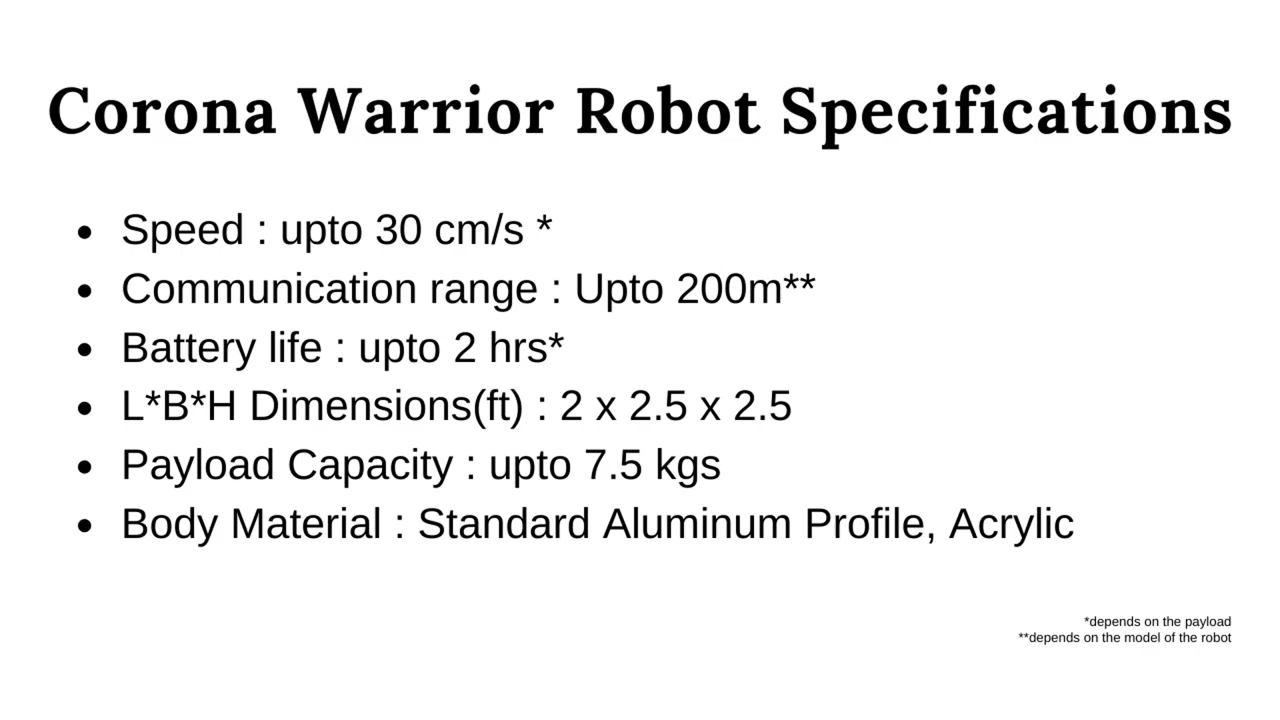 Corona Warrior Robot Specifications
• Speed : upto 30 cm/s *
• Communication range : Upto 200m**
• Battery life : upto 2 hrs*
• L*B*H Dimensions(ft) : 2 x 2.5 x 2.5
• Payload Capacity : upto 7.5 kgs
• Body Material : Standard Aluminum Profile, Acrylic
*depends on the payload
**depends on the model of the robot